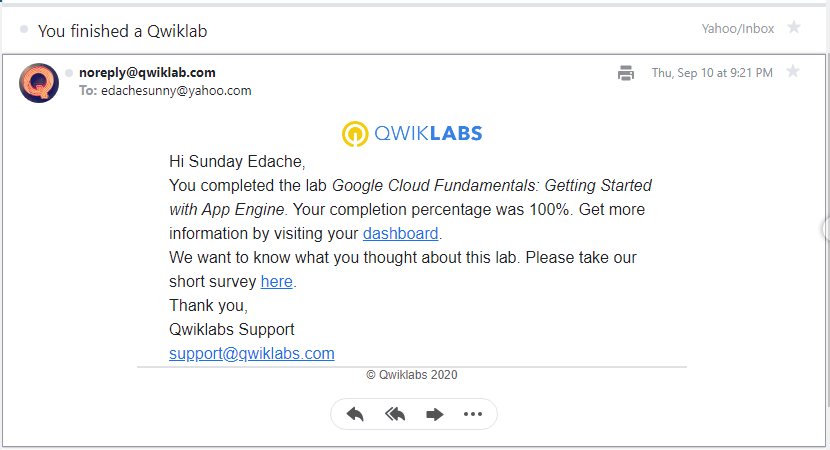 You finished a Qwiklab
Yahoo/Inbox
noreply@qwiklab.com
Thu, Sep 10 at 9:21 PM
To: edachesunny@yahoo.com
QWIKLABS
Hi Sunday Edache,
You completed the lab Google Cloud Fundamentals: Getting Started
with App Engine. Your completion percentage was 100%. Get more
information by visiting your dashboard.
We want to know what you thought about this lab. Please take our
short survey here.
Thank you,
Qwiklabs Support
support@qwiklabs.com
© Qwiklabs 2020